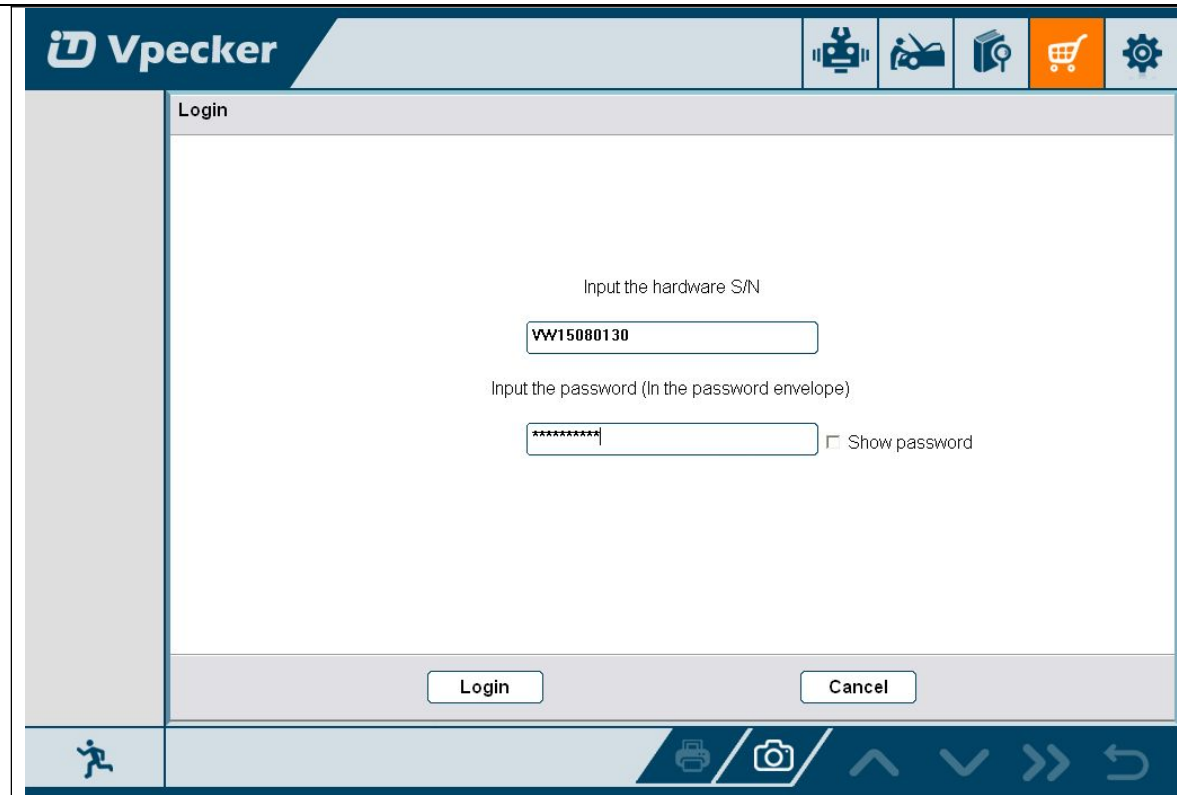 Vpecker
Login
Input the hardware S/N
VW15080130
Input the password (In the password envelope)
**********
Show password
Login
Cancel